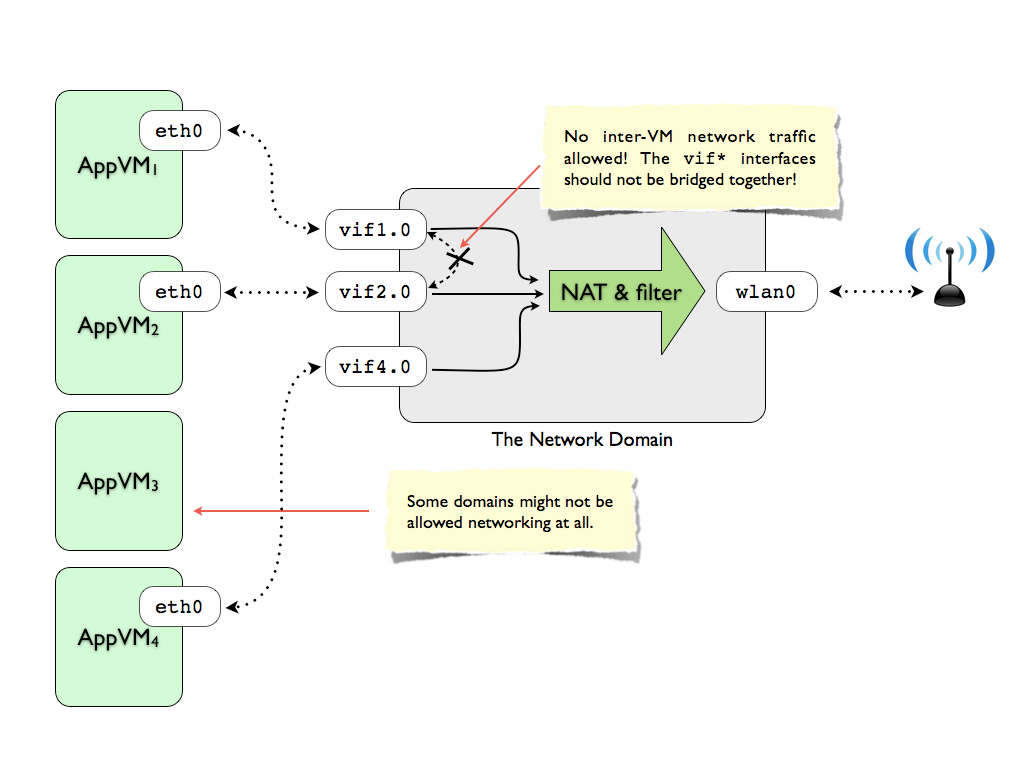 eth0
AppVM1
No inter-VM network traffic
allowed! The vif* interfaces
should not be bridged together!
vif1.0
eth0
AppVM2
vif2.0
NAT & filter
wlan0
vif4.0
The Network Domain
AppVM3
Some domains might not be
allowed networking at all.
eth0
AppVM4